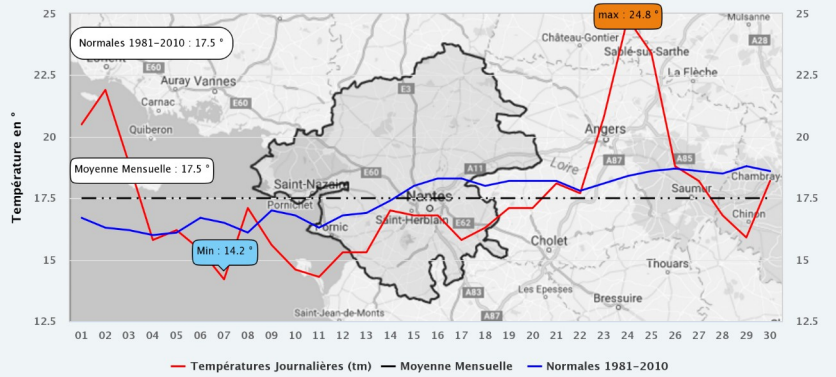 25
22.5
20
17.5
15
12.5
Température en °
25
22.5
20
17.5
15
12.5
max : 24.8 °
Normales 1981-2010 : 17.5 °
Moyenne Mensuelle : 17.5 °
Min : 14.2 °
Mulsanne
A28
Château-Gontier
Sablé-sur-Sarthe
La Flèche
E60
Auray Vannes
Carnac
E60
E3
Quiberon
Angers
A87
A85
Loire
A11
E60
Saint-Nazaire
Pornichet
Nantes
Saumur
Chambray-
Saint-Herblain
E62
Chinon
Pornic
Cholet
Thouars
A83
A87
Les Epesses
Bressuire
Saint-Jean-de-Monts
01 02 03 04 05 06 07 08 09 10 11 12 13 14 15 16 17 18 19 20 21 22 23 24 25 26 27 28 29 30
Températures Journalières (tm) Moyenne Mensuelle Normales 1981-2010